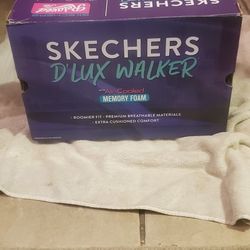 SKECHERS
SKECHERS
D'LUX WALKER
Air-Cooled
MEMORY FOAM
• ROOMIER FIT • PREMIUM BREATHABLE MATERIALS
• EXTRA CUSHIONED COMFORT